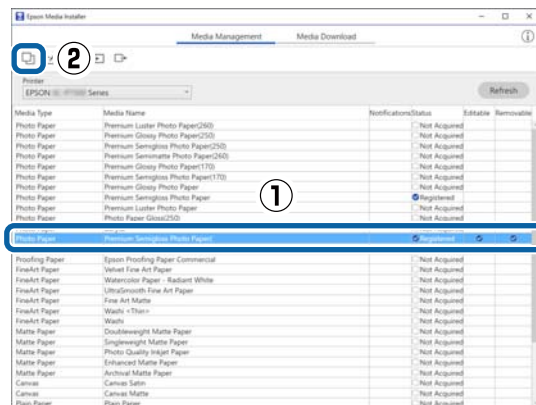 Epson Media Installer
Media Management Media Download
②
Printer
EPSON Series
Refresh
Media Type Media Name Notifications Status Editable Removable
Photo Paper Premium Luster Photo Paper(260) Not Acquired
Photo Paper Premium Glossy Photo Paper(250) Not Acquired
Photo Paper Premium Semigloss Photo Paper(250) Not Acquired
Photo Paper Premium Semimatte Photo Paper(260) Not Acquired
Photo Paper Premium Glossy Photo Paper(170) Not Acquired
Photo Paper Premium Semigloss Photo Paper(170) Not Acquired
Photo Paper Premium Glossy Photo Paper Not Acquired
Photo Paper Premium Semigloss Photo Paper ① Registered
Photo Paper Premium Luster Photo Paper Not Acquired
Photo Paper Photo Paper Gloss(250) Not Acquired
Photo Paper Premium Semigloss Photo Paper( Registered
Proofing Paper Epson Proofing Paper Commercial Not Acquired
FineArt Paper Velvet Fine Art Paper Not Acquired
FineArt Paper Watercolor Paper - Radiant White Not Acquired
FineArt Paper UltraSmooth Fine Art Paper Not Acquired
FineArt Paper Fine Art Matte Not Acquired
FineArt Paper Washi <Thin> Not Acquired
FineArt Paper Washi Not Acquired
Matte Paper Doubleweight Matte Paper Not Acquired
Matte Paper Singleweight Matte Paper Not Acquired
Matte Paper Photo Quality Inkjet Paper Not Acquired
Matte Paper Enhanced Matte Paper Not Acquired
Matte Paper Archival Matte Paper Not Acquired
Canvas Canvas Satin Not Acquired
Canvas Canvas Matte Not Acquired
Plain Paper Plain Paper Not Acquired